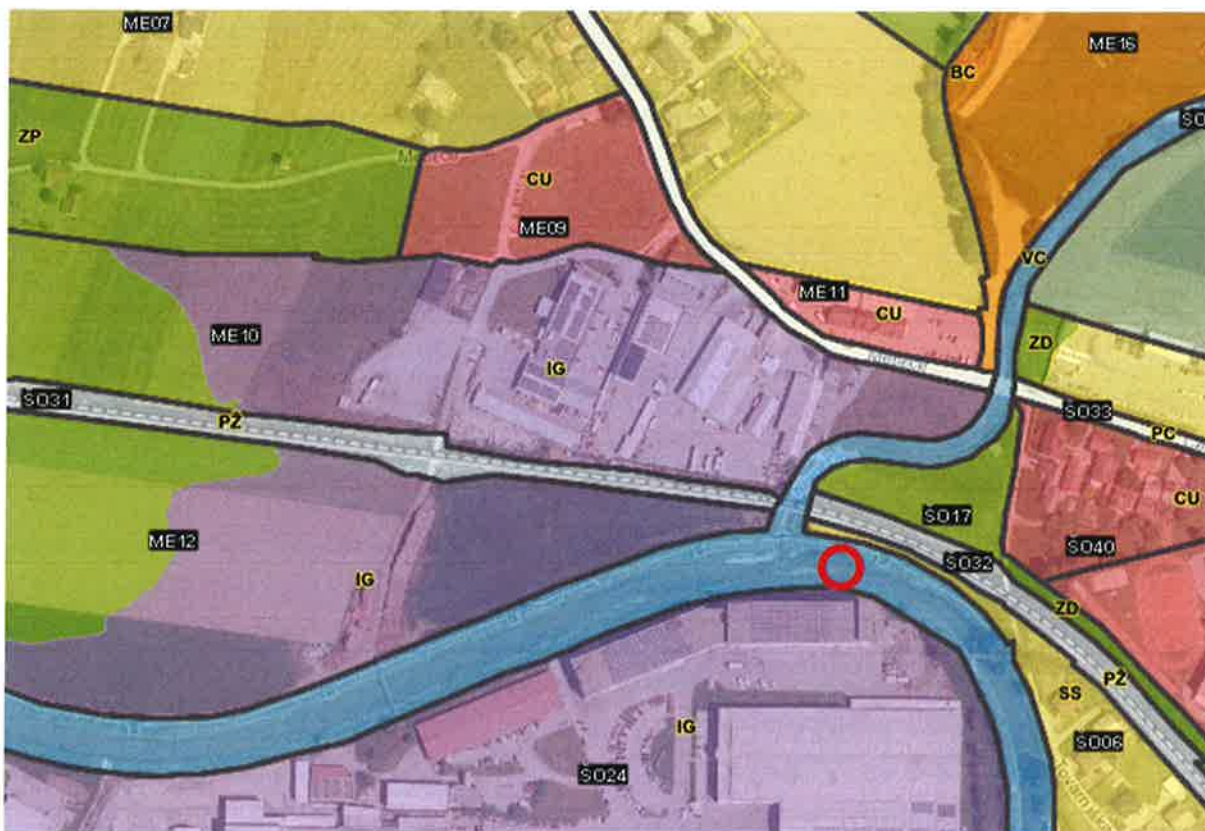 ME07
ME16
BC
ZP
CU
ME09
VC
ME11
CU
ME10
ZD
IG
SO31
PŽ
SO33
PC
CU
SO17
ME12
SO40
SO32
IG
ZD
PŽ
SS
IG
SO06
SO24